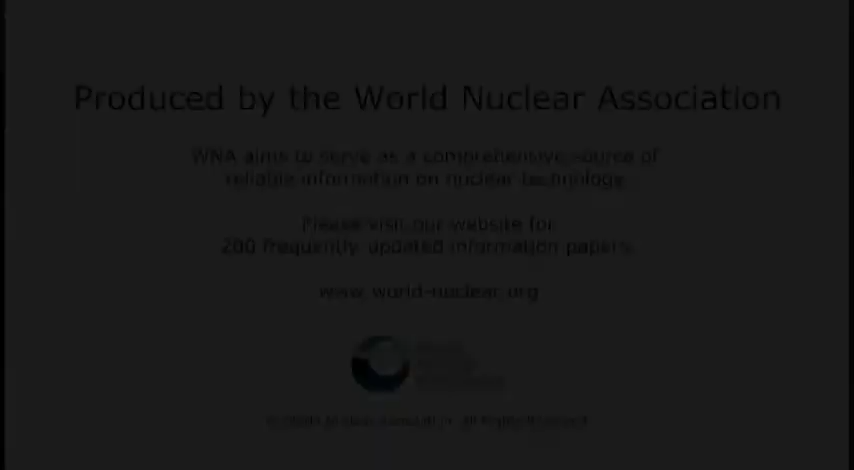 Produced by the World Nuclear Association
WNA aims to serve as a comprehensive source of
reliable information on nuclear technology.
Please visit our website for
200 frequently updated information papers.
www.world-nuclear.org